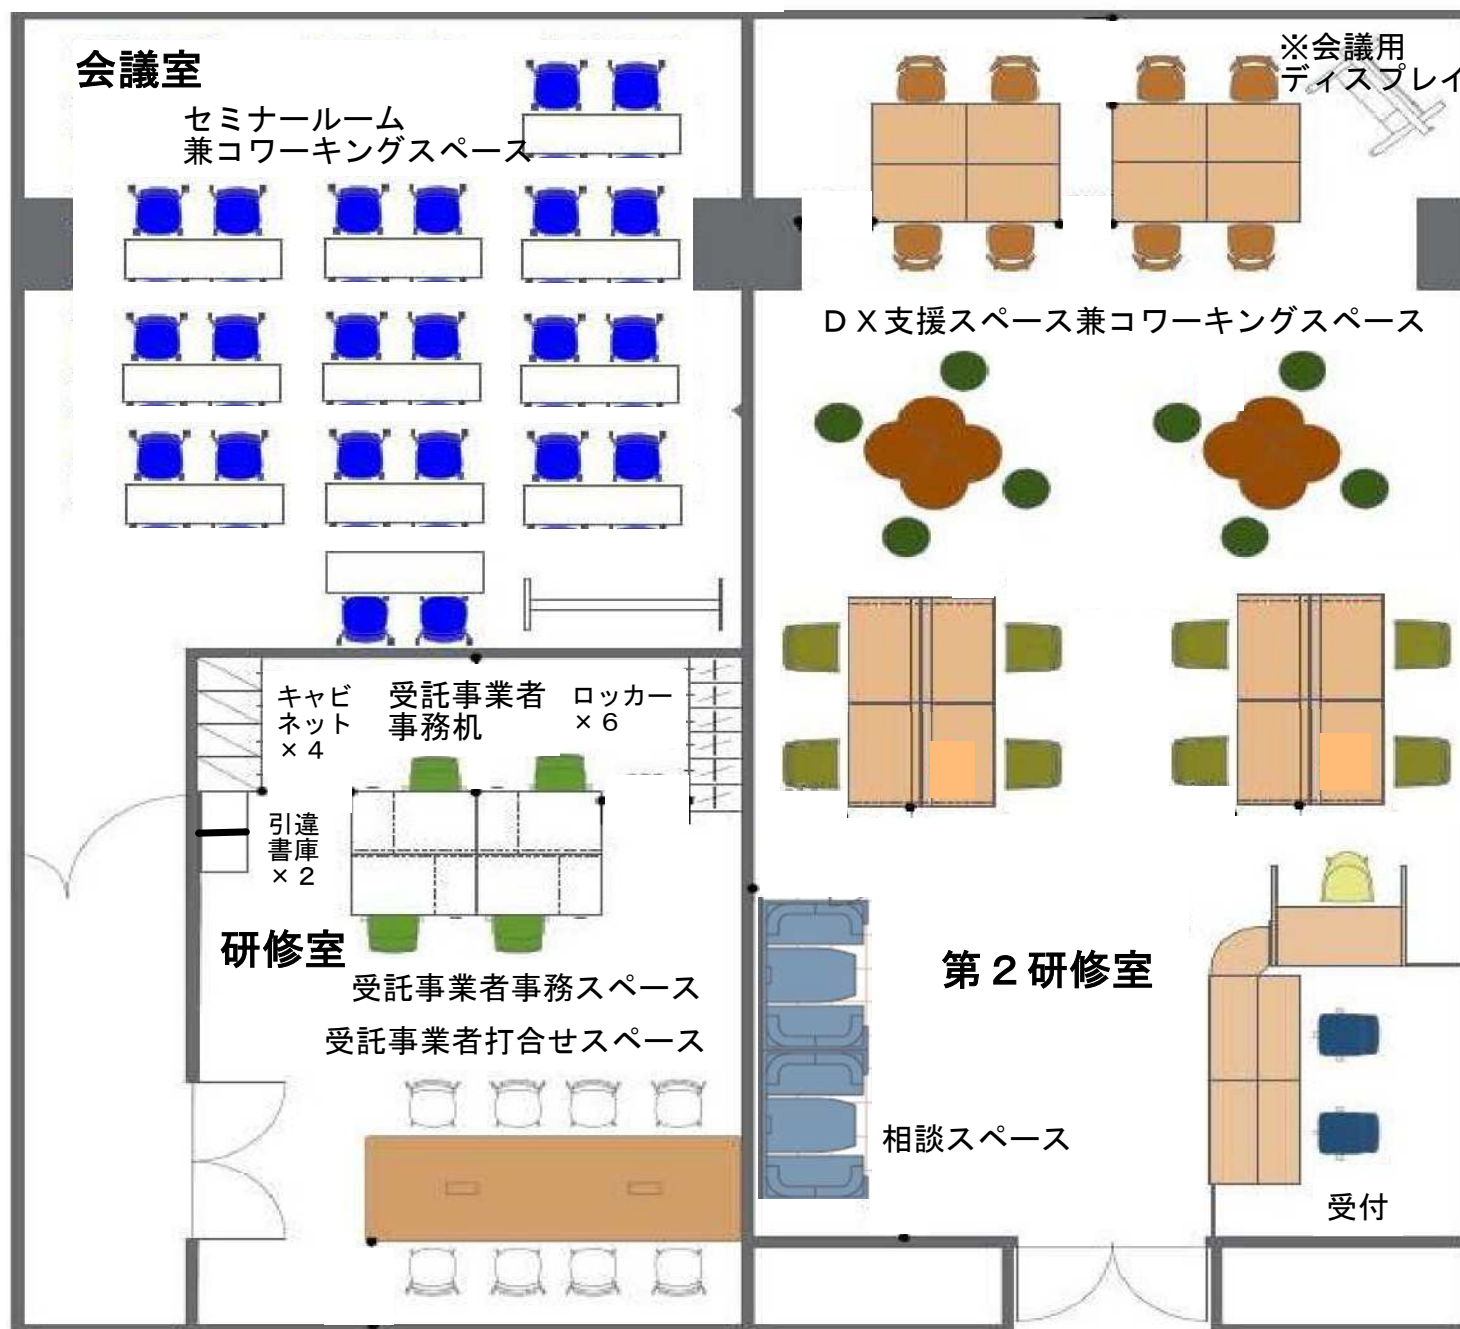 会議室
セミナールーム
兼コワーキングスペース
※会議用
ディスプレイ
ＤＸ支援スペース兼コワーキングスペース
キャビ
ネット
×４
受託事業者
事務机
ロッカー
×６
引違
書庫
×２
研修室
受託事業者事務スペース
受託事業者打合せスペース
第２研修室
相談スペース
受付